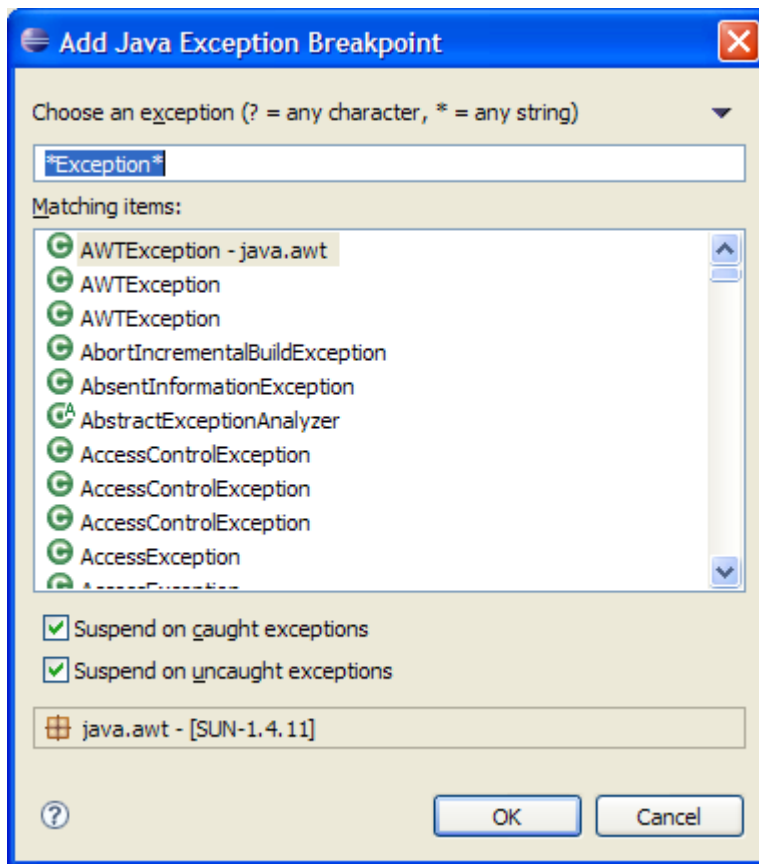 Add Java Exception Breakpoint
Choose an exception (? = any character, * = any string)
*Exception*
Matching items:
AWTException - java.awt
AWTException
AWTException
AbortIncrementalBuildException
AbsentInformationException
AbstractExceptionAnalyzer
AccessControlException
AccessControlException
AccessControlException
AccessException
Suspend on caught exceptions
Suspend on uncaught exceptions
java.awt - [SUN-1.4.11]
OK Cancel